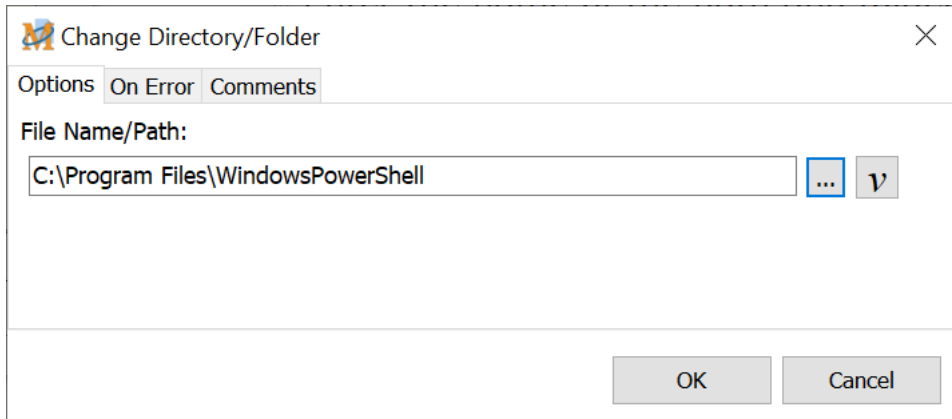 Change Directory/Folder
Options On Error Comments
File Name/Path:
C:\Program Files\WindowsPowerShell ... v
OK Cancel